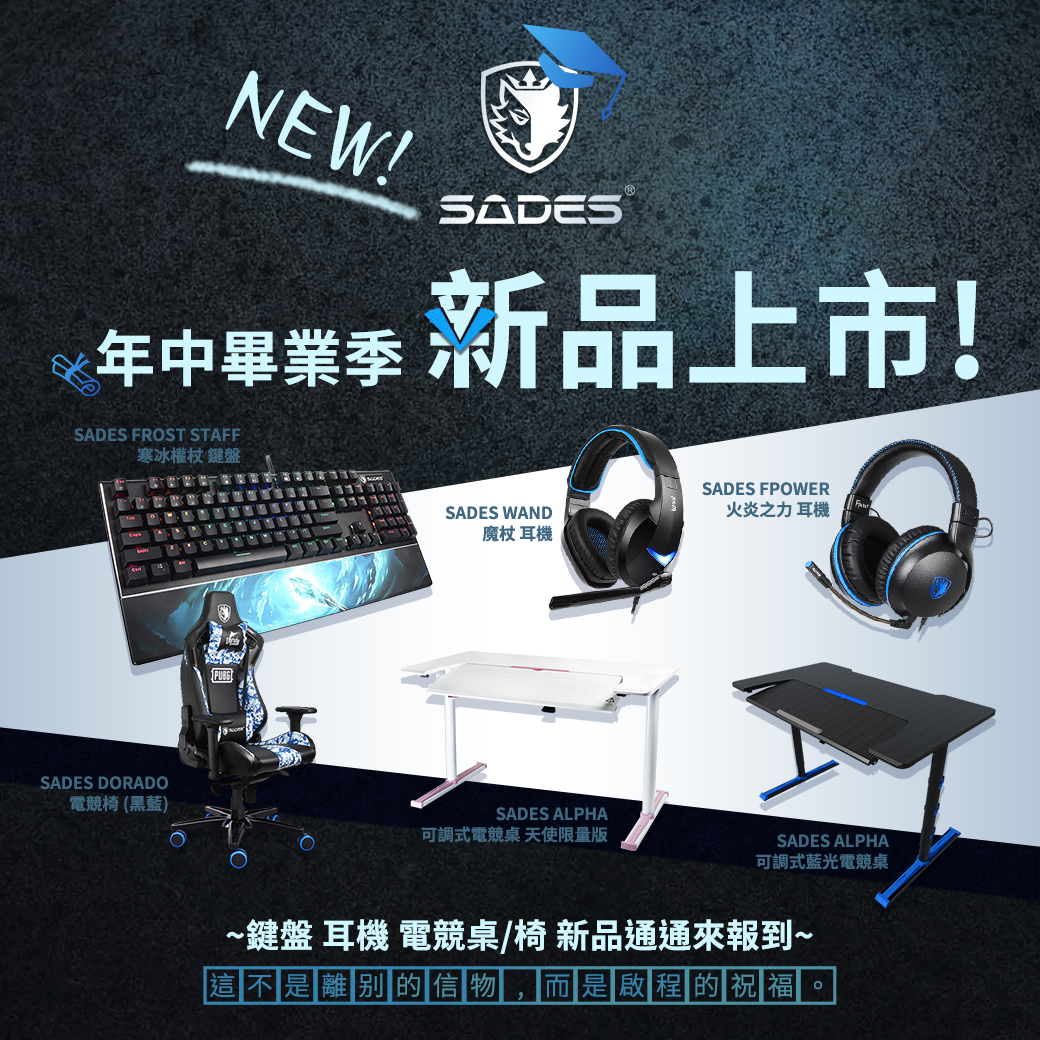 NEW!
SADES®
年中畢業季 新品上市!
SADES FROST STAFF
寒冰權杖 鍵盤
SADES WAND
魔杖 耳機
SADES FPOWER
火炎之力 耳機
SADES
PUBG
SADES
SADES DORADO
電競椅 (黑藍)
SADES ALPHA
可調式電競桌 天使限量版
SADES ALPHA
可調式藍光電競桌
~鍵盤 耳機 電競桌/椅 新品通通來報到~
這不是離別的信物,而是啟程的祝福。